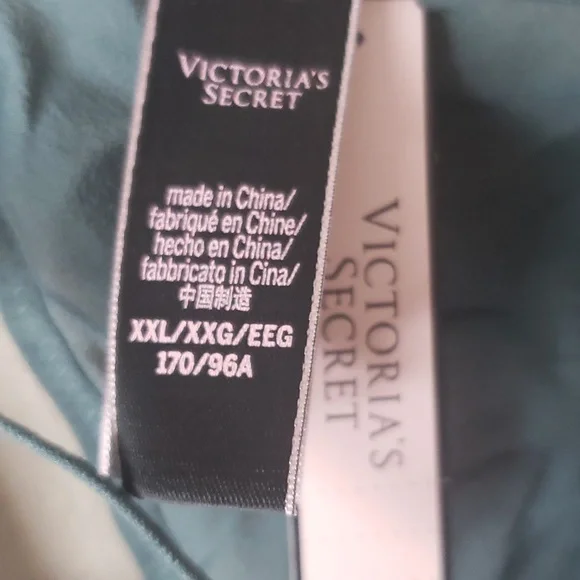 VICTORIA'S
SECRET
made in China/
fabriqué en Chine/
hecho en China/
fabbricato in Cina/
中国制造
XXL/XXG/EEG
170/96A
VICTORIA'S
SECRET